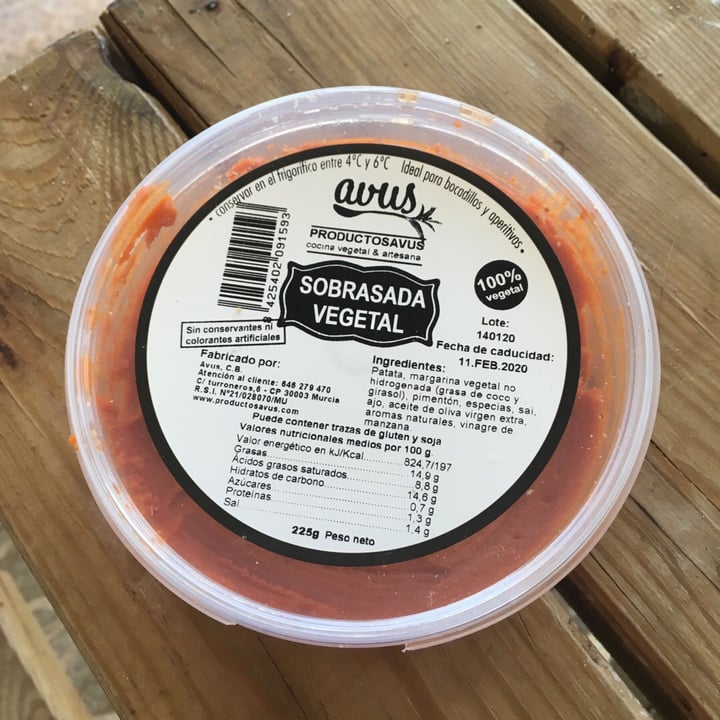 • conservar en el frigorífico entre 4ºC y 6ºC Ideal para bocadillos y aperitivos •
avus
PRODUCTOSAVUS
cocina vegetal & artesana
8 425402 091593
SOBRASADA
VEGETAL
100%
vegetal
Sin conservantes ni
colorantes artificiales
Lote:
140120
Fecha de caducidad:
11.FEB.2020
Fabricado por:
Avus, C.B.
Atención al cliente: 646 279 470
C/ turroneros,6 - CP 30003 Murcia
R.S.I. Nº21/028070/MU
www.productosavus.com
Ingredientes:
Patata, margarina vegetal no
hidrogenada (grasa de coco y
girasol), pimentón, especias, sal,
ajo, aceite de oliva virgen extra,
aromas naturales, vinagre de
manzana.
Puede contener trazas de gluten y soja
Valores nutricionales medios por 100 g.
Valor energético en kJ/Kcal 824,7/197
Grasas 14,9 g
Ácidos grasos saturados 8,8 g
Hidratos de carbono 14,6 g
Azúcares 0,7 g
Proteínas 1,3 g
Sal 1,4 g
225g Peso neto